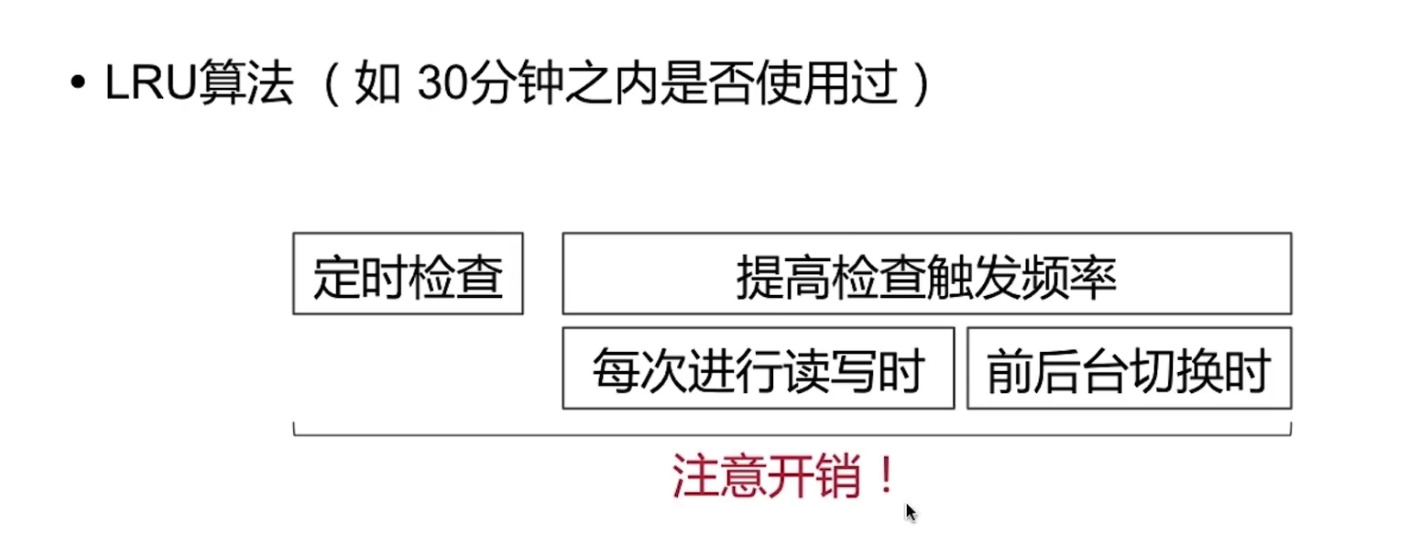 • LRU算法 （如 30分钟之内是否使用过）
定时检查
提高检查触发频率
每次进行读写时
前后台切换时
注意开销！